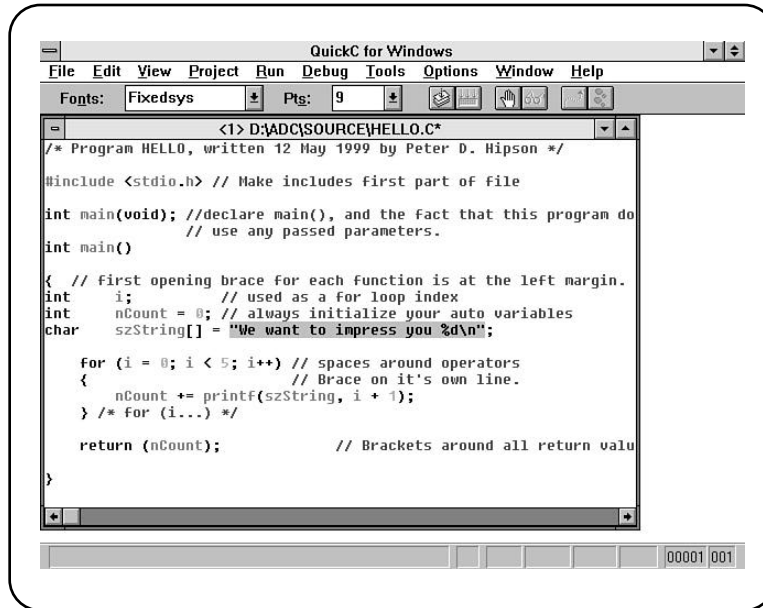 QuickC for Windows
File Edit View Project Run Debug Tools Options Window Help
Fonts: Fixedsys Pts: 9
<1> D:\ADC\SOURCE\HELLO.C*
/* Program HELLO, written 12 May 1999 by Peter D. Hipson */
#include <stdio.h> // Make includes first part of file
int main(void); //declare main(), and the fact that this program do
// use any passed parameters.
int main()
{ // first opening brace for each function is at the left margin.
int i; // used as a for loop index
int nCount = 0; // always initialize your auto variables
char szString[] = "We want to impress you %d\n";
for (i = 0; i < 5; i++) // spaces around operators
{ // Brace on it's own line.
nCount += printf(szString, i + 1);
} /* for (i...) */
return (nCount); // Brackets around all return valu
}
00001 001